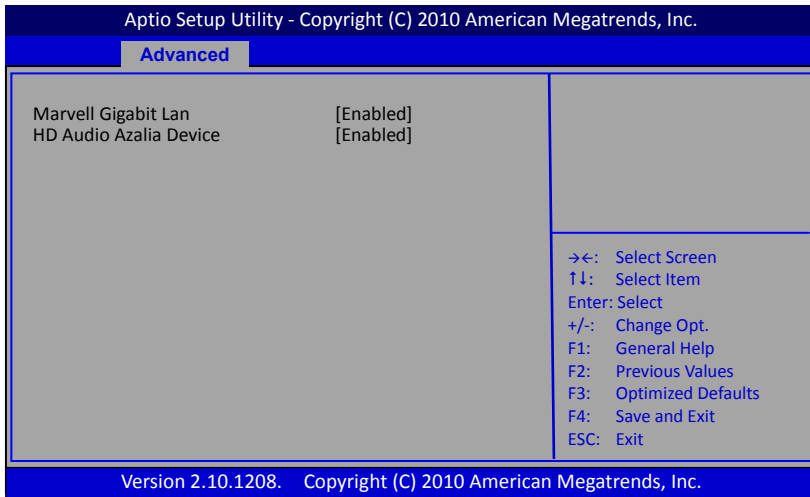 Aptio Setup Utility - Copyright (C) 2010 American Megatrends, Inc.
Advanced
Marvell Gigabit Lan [Enabled]
HD Audio Azalia Device [Enabled]
→←: Select Screen
↑↓: Select Item
Enter: Select
+/-: Change Opt.
F1: General Help
F2: Previous Values
F3: Optimized Defaults
F4: Save and Exit
ESC: Exit
Version 2.10.1208. Copyright (C) 2010 American Megatrends, Inc.